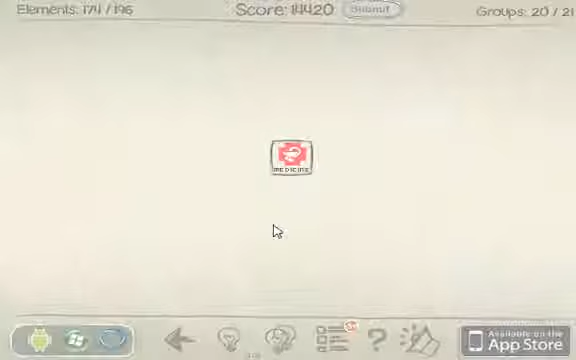 Elements: 174 / 196
Score: 14420
Submit
Groups: 20 / 21
MEDICINE
?
Available on the
App Store